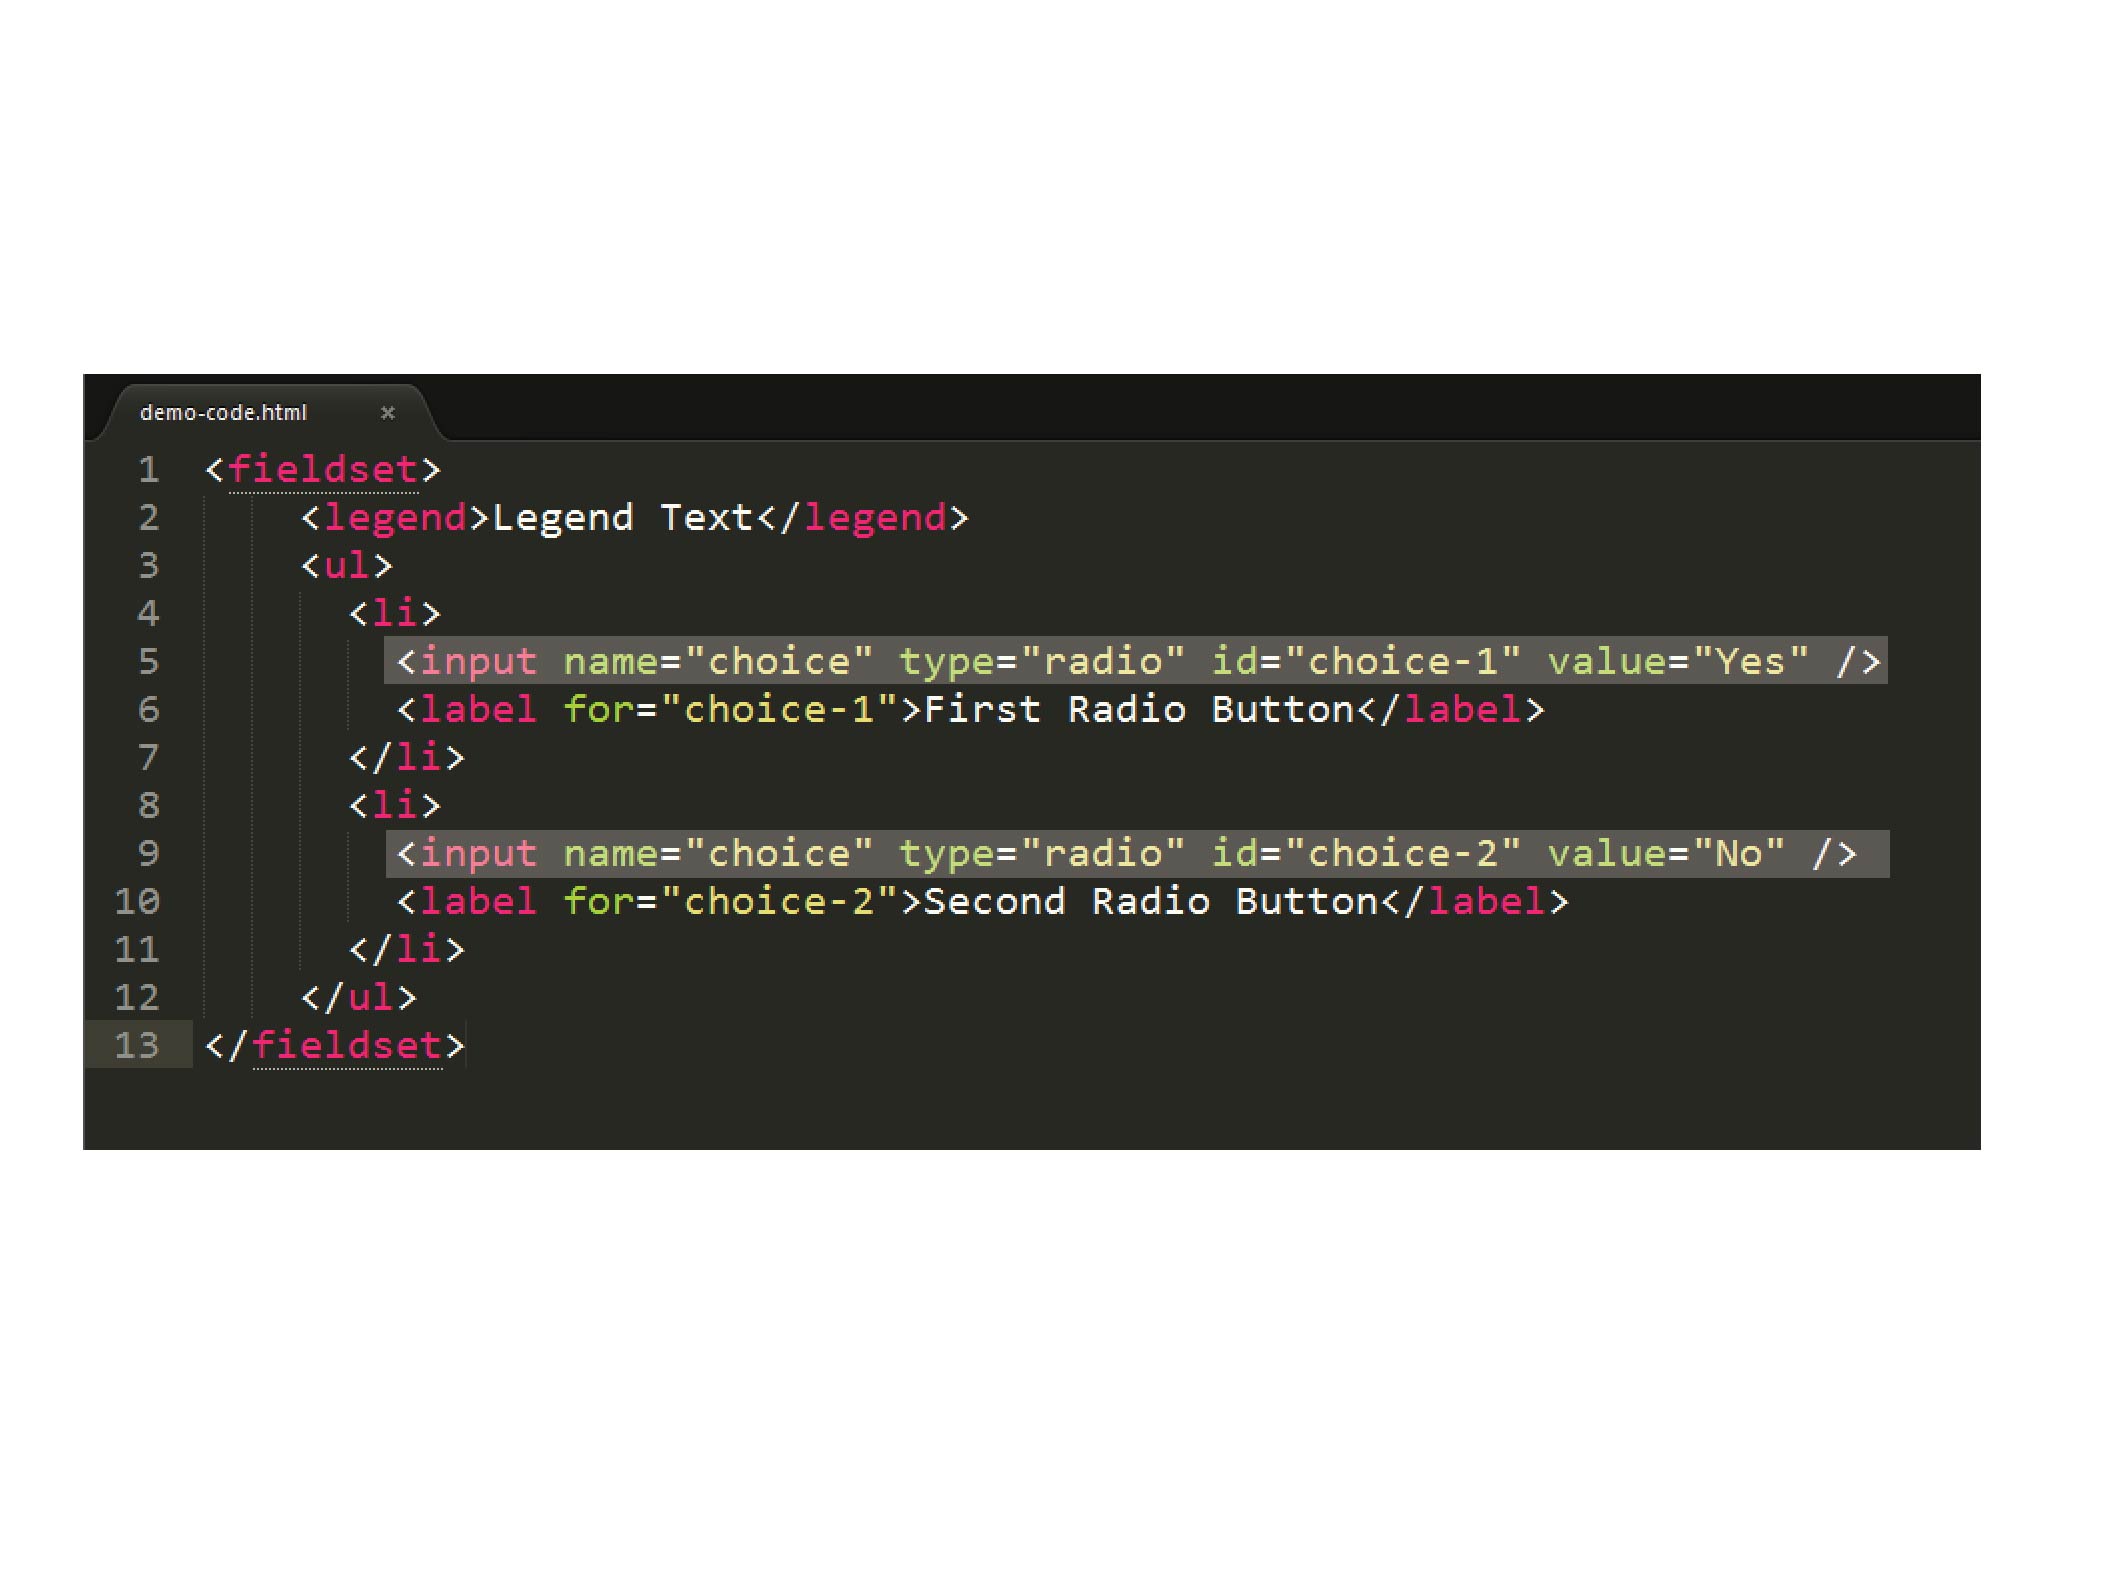 demo-code.html ×
1 <fieldset>
2 <legend>Legend Text</legend>
3 <ul>
4 <li>
5 <input name="choice" type="radio" id="choice-1" value="Yes" />
6 <label for="choice-1">First Radio Button</label>
7 </li>
8 <li>
9 <input name="choice" type="radio" id="choice-2" value="No" />
10 <label for="choice-2">Second Radio Button</label>
11 </li>
12 </ul>
13 </fieldset>